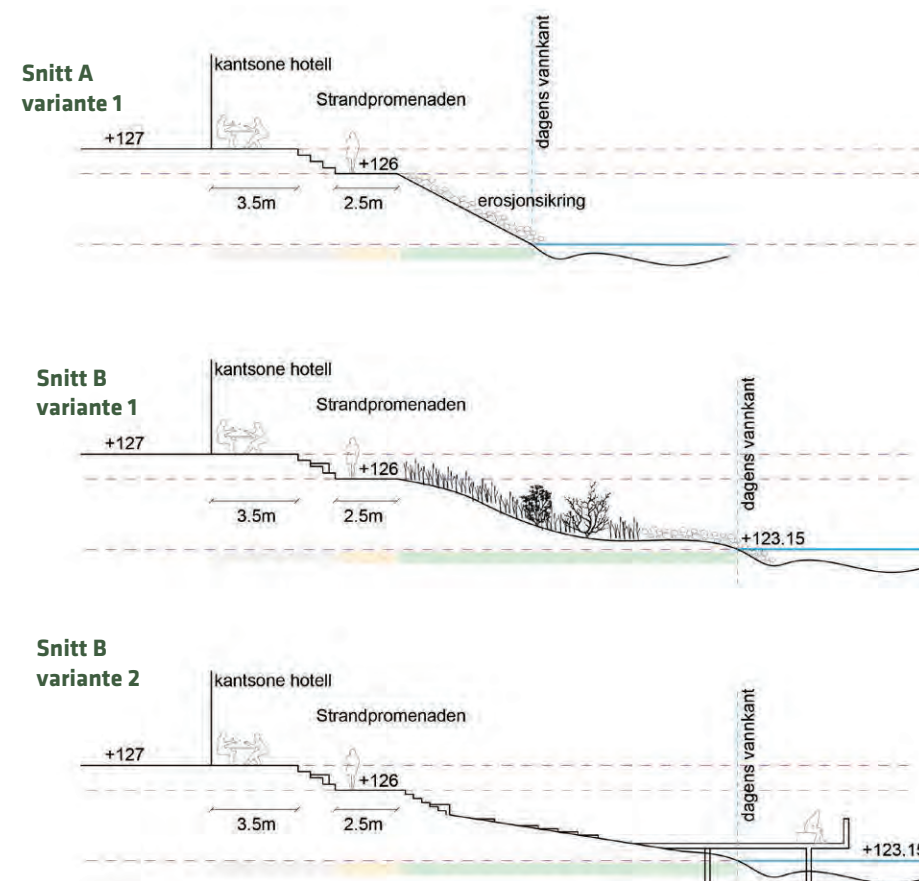 Snitt A
variante 1
kantsone hotell
Strandpromenaden
dagens vannkant
+127
+126
3.5m
2.5m
erosjonsikring
Snitt B
variante 1
kantsone hotell
Strandpromenaden
dagens vannkant
+127
+126
3.5m
2.5m
+123.15
Snitt B
variante 2
kantsone hotell
Strandpromenaden
dagens vannkant
+127
+126
3.5m
2.5m
+123.15